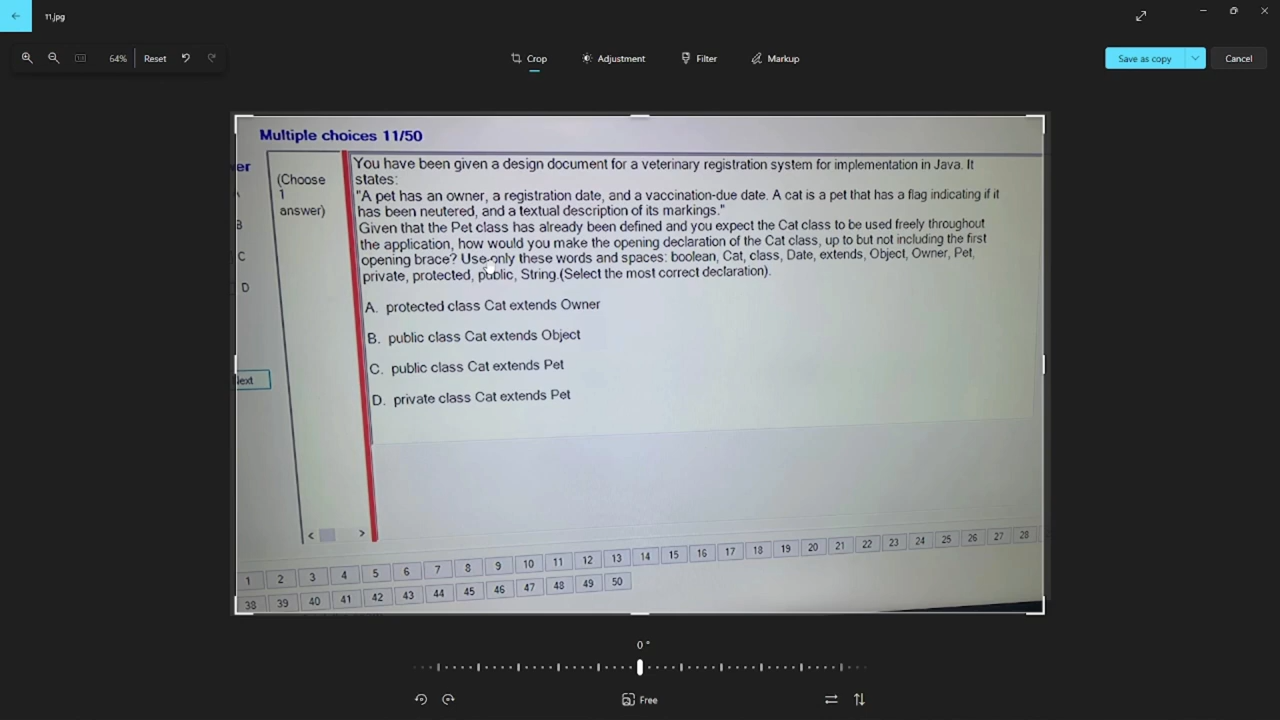 11.jpg
64%
Reset
Crop
Adjustment
Filter
Markup
Save as copy
Cancel
Multiple choices 11/50
er
B
C
D
ext
(Choose
1
answer)
You have been given a design document for a veterinary registration system for implementation in Java. It
states:
"A pet has an owner, a registration date, and a vaccination-due date. A cat is a pet that has a flag indicating if it
has been neutered, and a textual description of its markings."
Given that the Pet class has already been defined and you expect the Cat class to be used freely throughout
the application, how would you make the opening declaration of the Cat class, up to but not including the first
opening brace? Use only these words and spaces: boolean, Cat, class, Date, extends, Object, Owner, Pet,
private, protected, public, String.(Select the most correct declaration).
A. protected class Cat extends Owner
B. public class Cat extends Object
C. public class Cat extends Pet
D. private class Cat extends Pet
< >
1 2 3 4 5 6 7 8 9 10 11 12 13 14 15 16 17 18 19 20 21 22 23 24 25 26 27 28
38 39 40 41 42 43 44 45 46 47 48 49 50
0°
Free